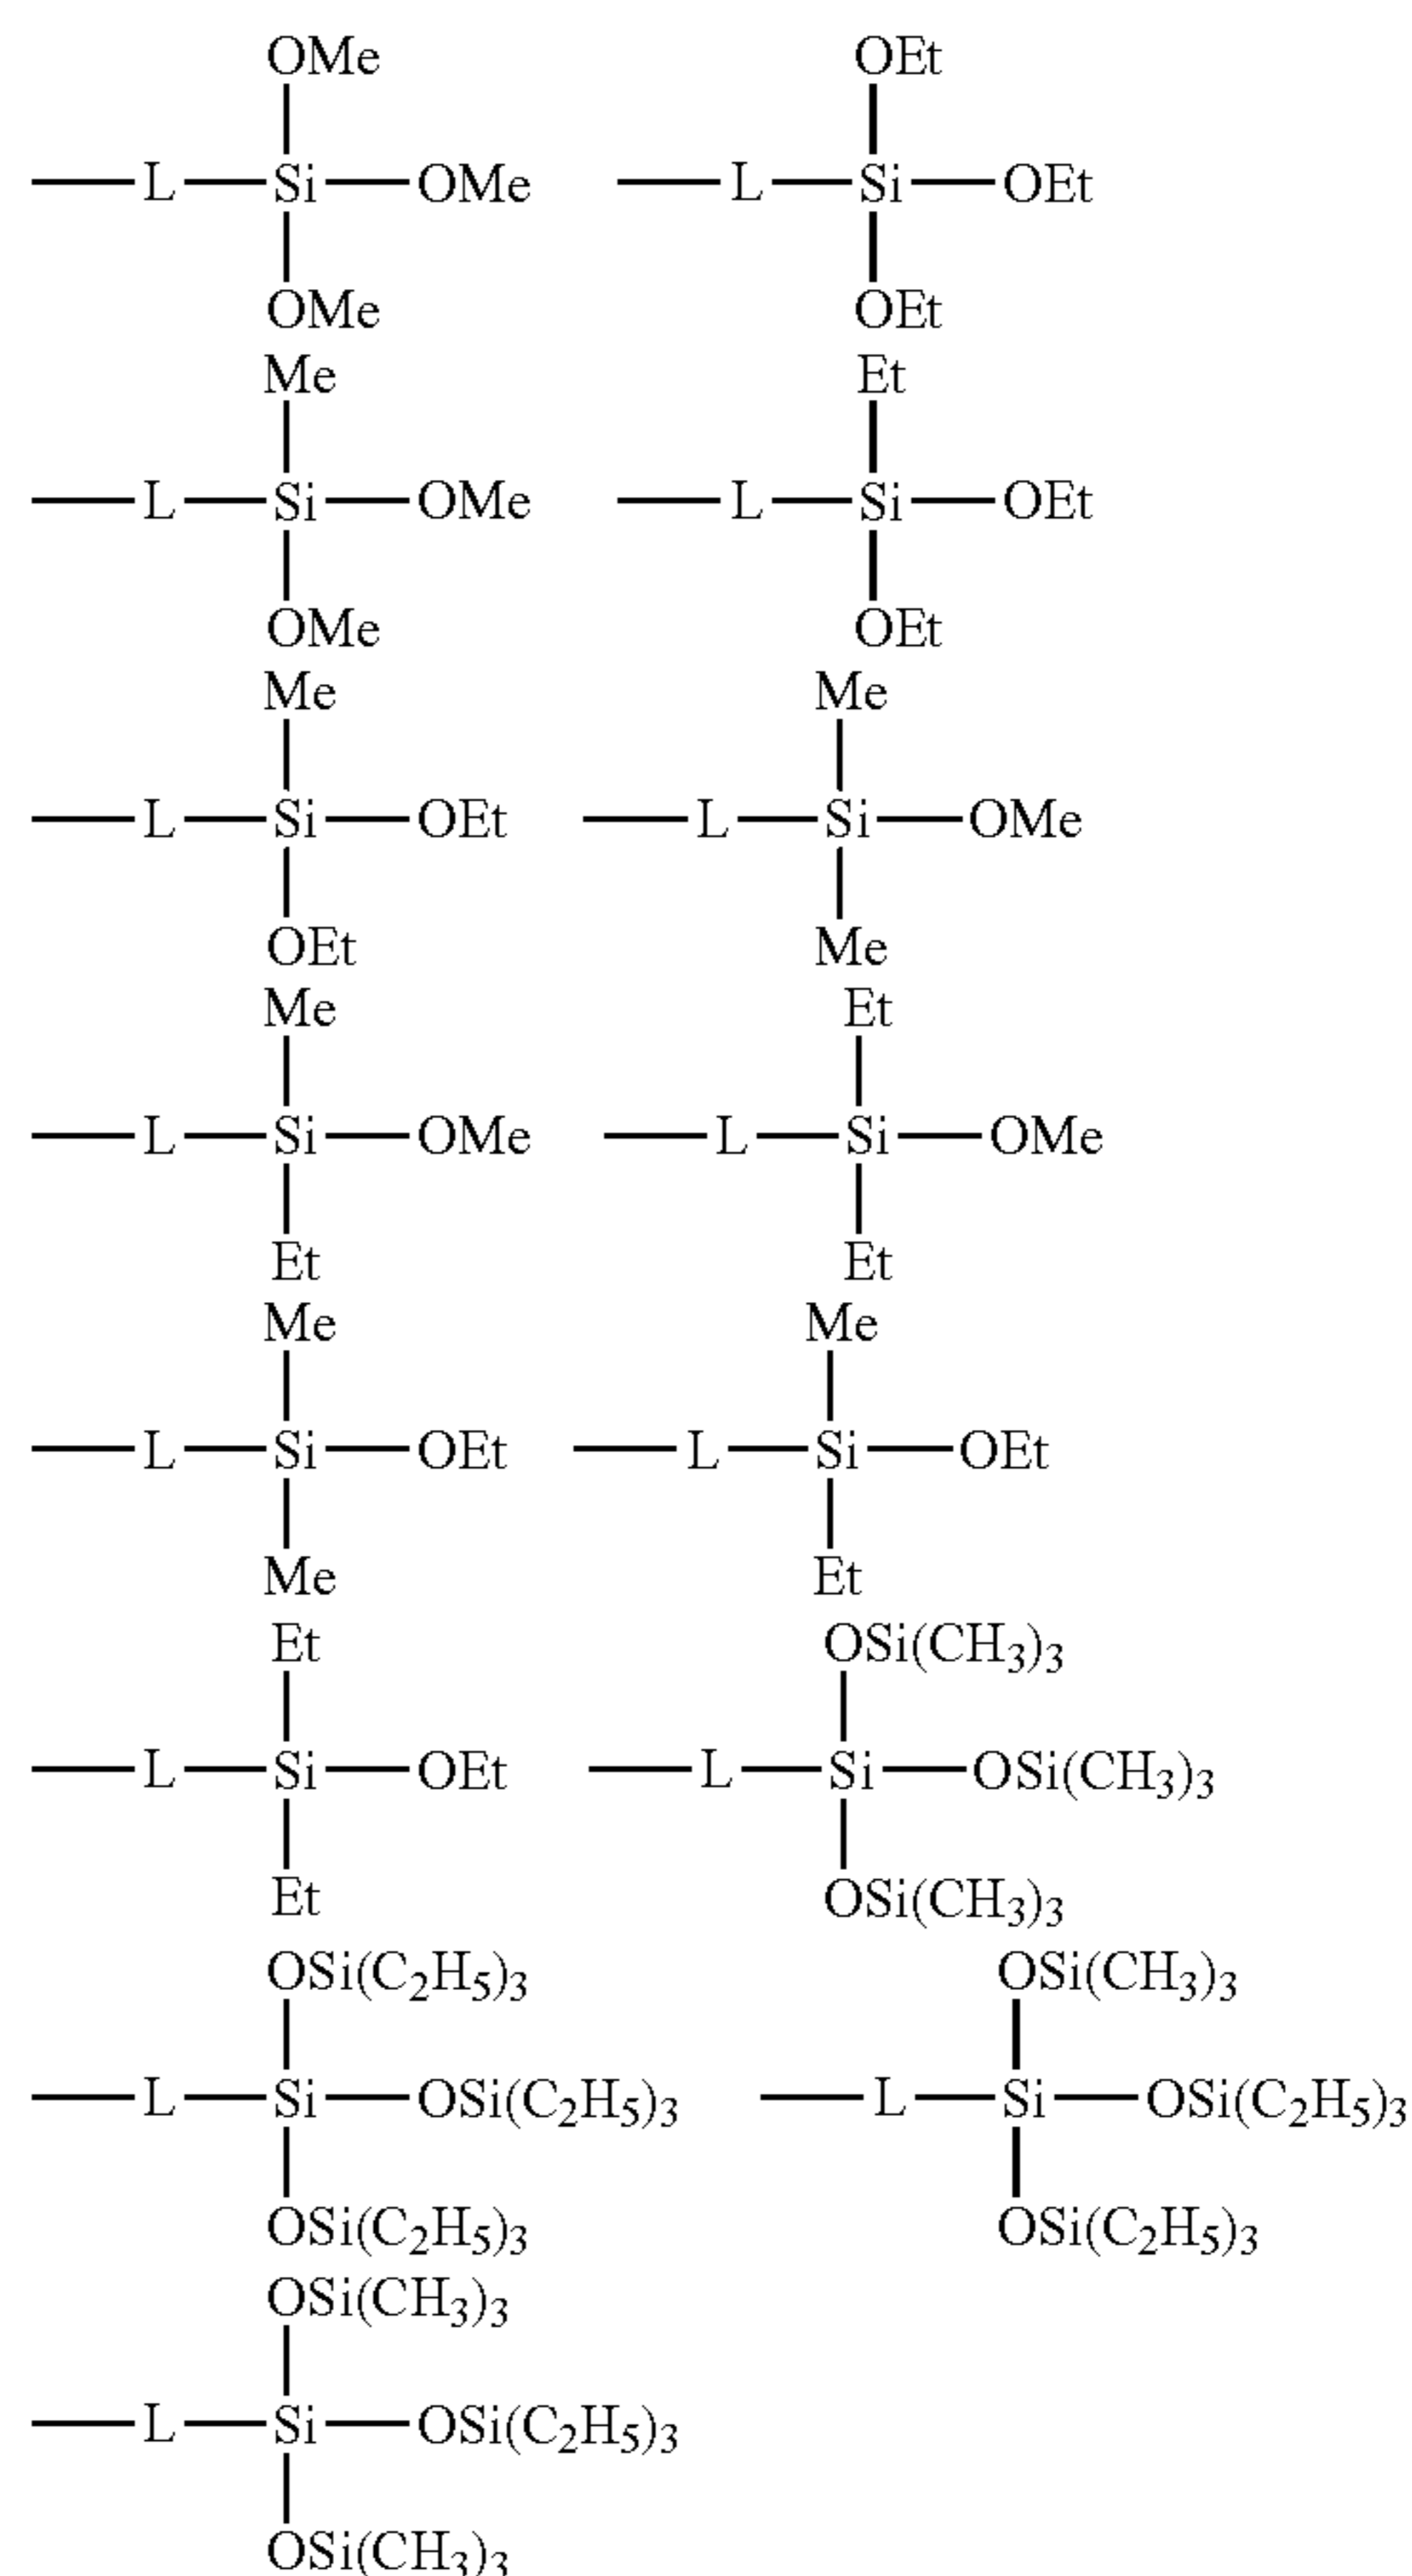 OMe OEt
L Si OMe L Si OEt
OMe OEt
Me Et
L Si OMe L Si OEt
OMe OEt
Me Me
L Si OEt L Si OMe
OEt Me
Me Et
L Si OMe L Si OMe
Et Et
Me Me
L Si OEt L Si OEt
Me Et
Et OSi(CH₃)₃
L Si OEt L Si OSi(CH₃)₃
Et OSi(CH₃)₃
OSi(C₂H₅)₃ OSi(CH₃)₃
L Si OSi(C₂H₅)₃ L Si OSi(C₂H₅)₃
OSi(C₂H₅)₃ OSi(C₂H₅)₃
OSi(CH₃)₃
L Si OSi(C₂H₅)₃
OSi(CH₃)₃